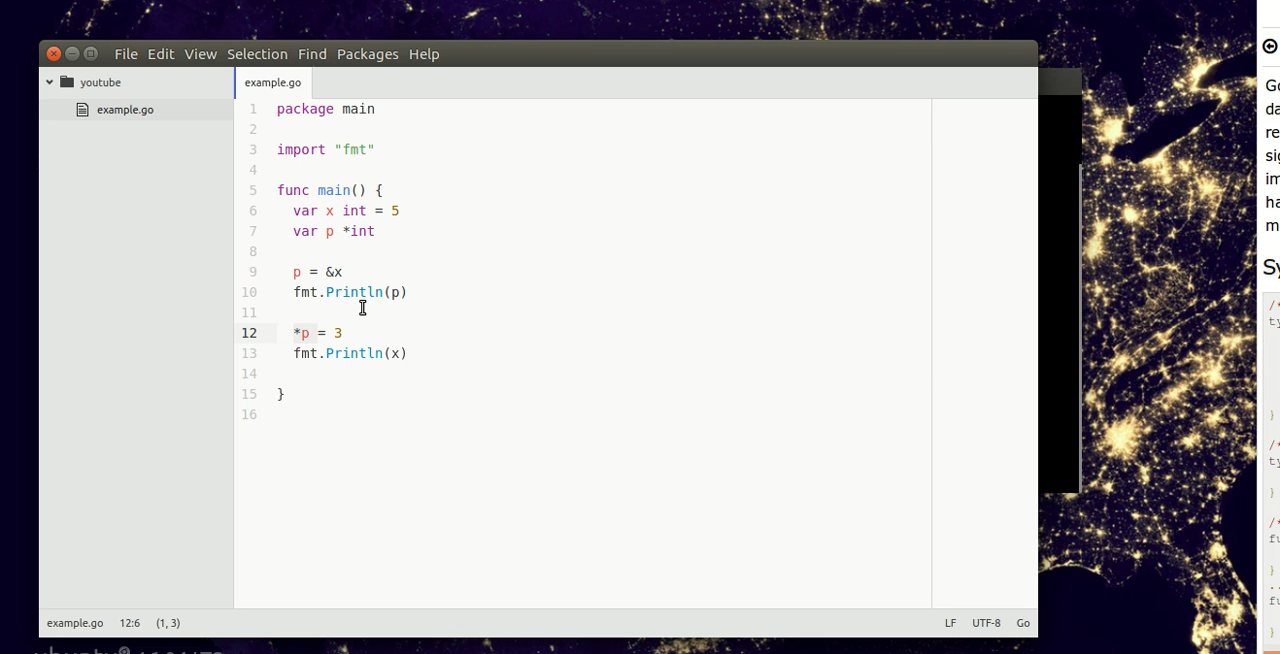 File Edit View Selection Find Packages Help
youtube
example.go
example.go
1 package main
2
3 import "fmt"
4
5 func main() {
6 var x int = 5
7 var p *int
8
9 p = &x
10 fmt.Println(p)
11
12 *p = 3
13 fmt.Println(x)
14
15 }
16
example.go 12:6 (1, 3) LF UTF-8 Go
Go
/*
}
/*
}
/*
}
}